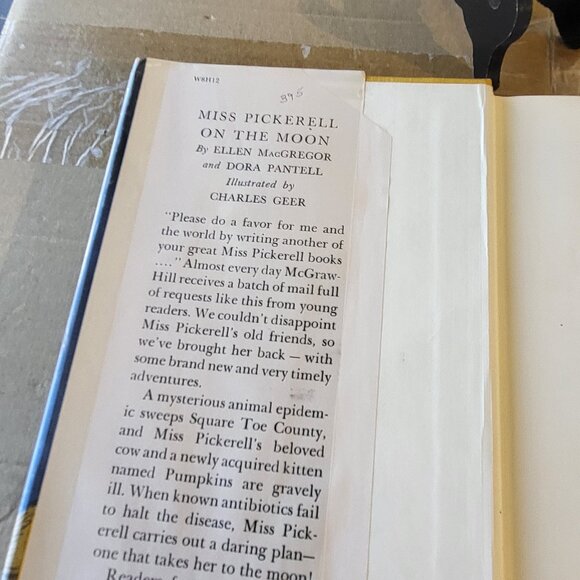 W8H12
395
MISS PICKERELL
ON THE MOON
By ELLEN MACGREGOR
and DORA PANTELL
Illustrated by
CHARLES GEER
"Please do a favor for me and
the world by writing another of
your great Miss Pickerell books
. . . ." Almost every day McGraw-
Hill receives a batch of mail full
of requests like this from young
readers. We couldn't disappoint
Miss Pickerell's old friends, so
we've brought her back — with
some brand new and very timely
adventures.
A mysterious animal epidem-
ic sweeps Square Toe County,
and Miss Pickerell's beloved
cow and a newly acquired kitten
named Pumpkins are gravely
ill. When known antibiotics fail
to halt the disease, Miss Pick-
erell carries out a daring plan—
one that takes her to the moon!
Readers